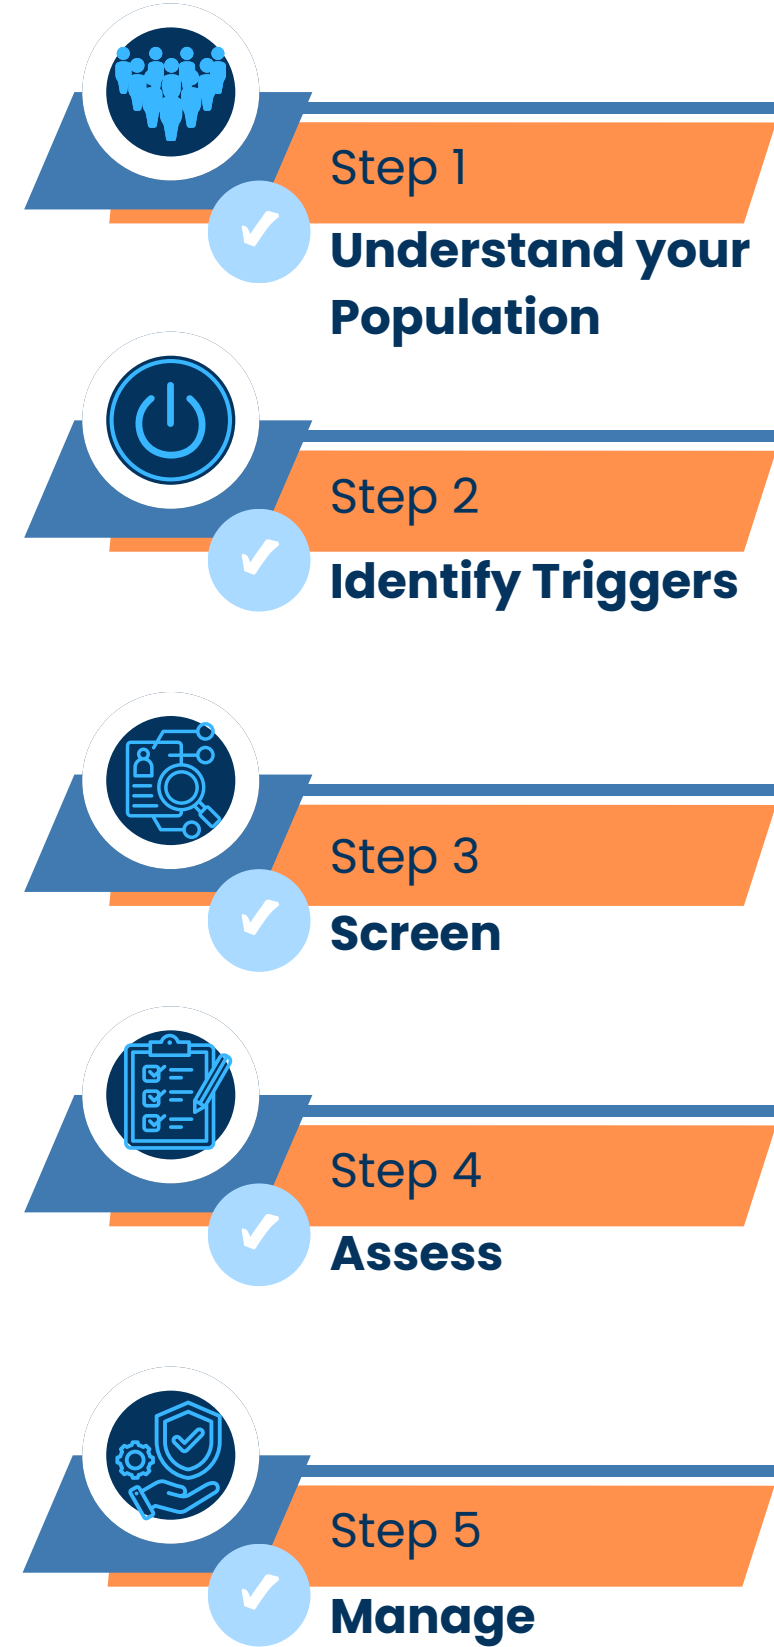 Step 1
Understand your
Population
Step 2
Identify Triggers
Step 3
Screen
Step 4
Assess
Step 5
Manage